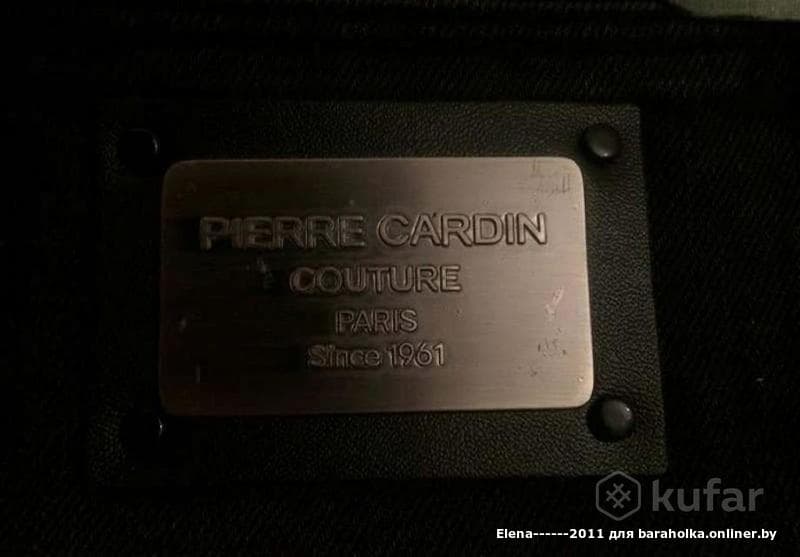 PIERRE CARDIN
COUTURE
PARIS
Since 1961
kufar
Elena------2011 для baraholka.onliner.by